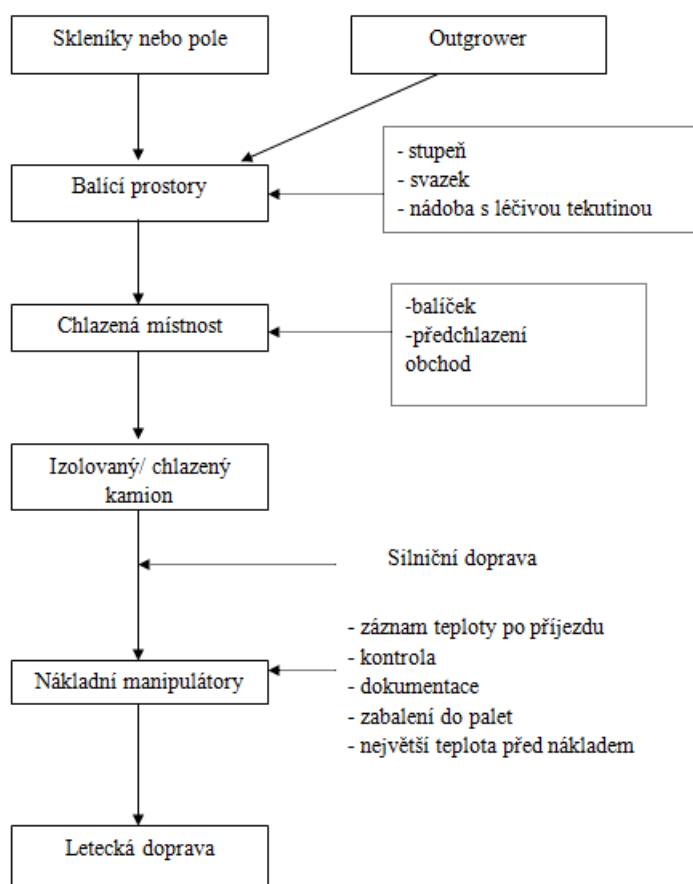 Skleníky nebo pole
Outgrower
Balící prostory
- stupeň
- svazek
- nádoba s léčivou tekutinou
Chlazená místnost
-balíček
-předchlazení
obchod
Izolovaný/ chlazený
kamion
Silniční doprava
- záznam teploty po příjezdu
- kontrola
- dokumentace
- zabalení do palet
- největší teplota před nákladem
Nákladní manipulátory
Letecká doprava